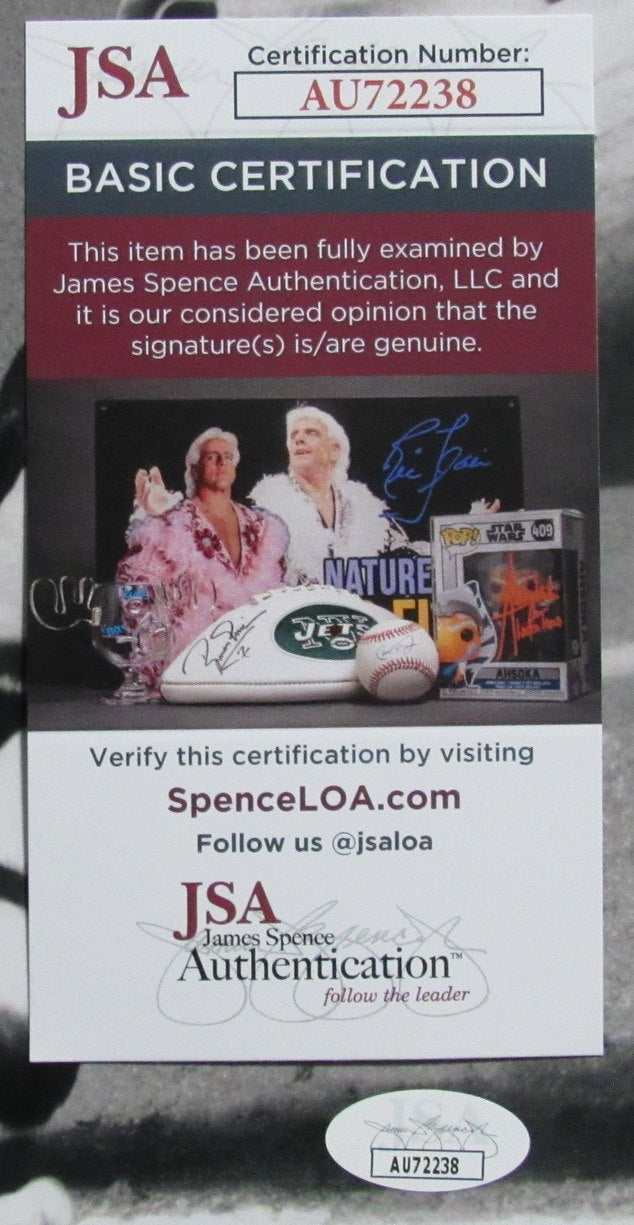 JSA
Certification Number:
AU72238
BASIC CERTIFICATION
This item has been fully examined by
James Spence Authentication, LLC and
it is our considered opinion that the
signature(s) is/are genuine.
NATURE
JETS
POP!
STAR
WARS
409
AHSOKA
Verify this certification by visiting
SpenceLOA.com
Follow us @jsaloa
JSA
James Spence
Authentication™
follow the leader
JSA
AU72238